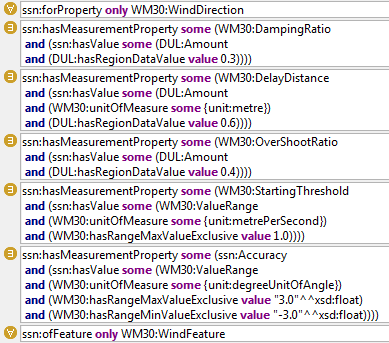 ∀ ssn:forProperty only WM30:WindDirection
∃ ssn:hasMeasurementProperty some (WM30:DampingRatio
and (ssn:hasValue some (DUL:Amount
and (DUL:hasRegionDataValue value 0.3))))
∃ ssn:hasMeasurementProperty some (WM30:DelayDistance
and (ssn:hasValue some (DUL:Amount
and (WM30:unitOfMeasure some {unit:metre})
and (DUL:hasRegionDataValue value 0.6))))
∃ ssn:hasMeasurementProperty some (WM30:OverShootRatio
and (ssn:hasValue some (DUL:Amount
and (DUL:hasRegionDataValue value 0.4))))
∃ ssn:hasMeasurementProperty some (WM30:StartingThreshold
and (ssn:hasValue some (WM30:ValueRange
and (WM30:unitOfMeasure some {unit:metrePerSecond})
and (WM30:hasRangeMaxValueExclusive value 1.0))))
∃ ssn:hasMeasurementProperty some (ssn:Accuracy
and (ssn:hasValue some (WM30:ValueRange
and (WM30:unitOfMeasure some {unit:degreeUnitOfAngle})
and (WM30:hasRangeMaxValueExclusive value "3.0"^^xsd:float)
and (WM30:hasRangeMinValueExclusive value "-3.0"^^xsd:float))))
∀ ssn:ofFeature only WM30:WindFeature